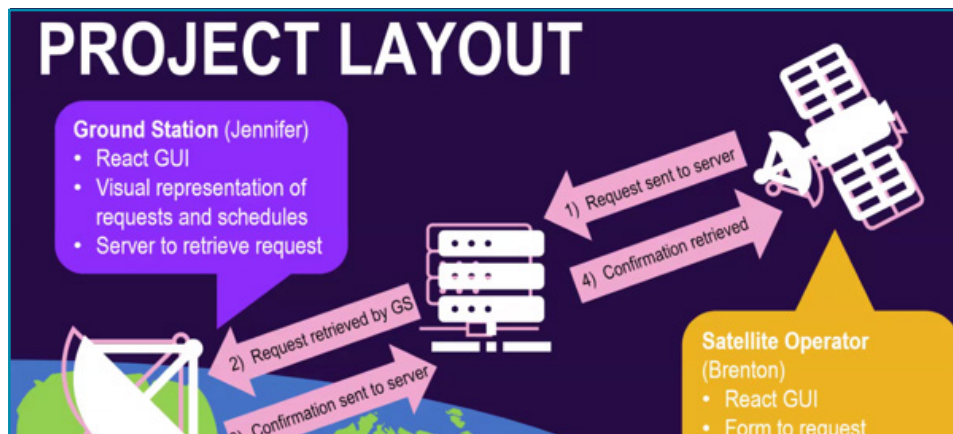 PROJECT LAYOUT
Ground Station (Jennifer)
• React GUI
• Visual representation of
requests and schedules
• Server to retrieve request
1) Request sent to server
4) Confirmation retrieved
2) Request retrieved by GS
Confirmation sent to server
Satellite Operator
(Brenton)
• React GUI
• Form to request